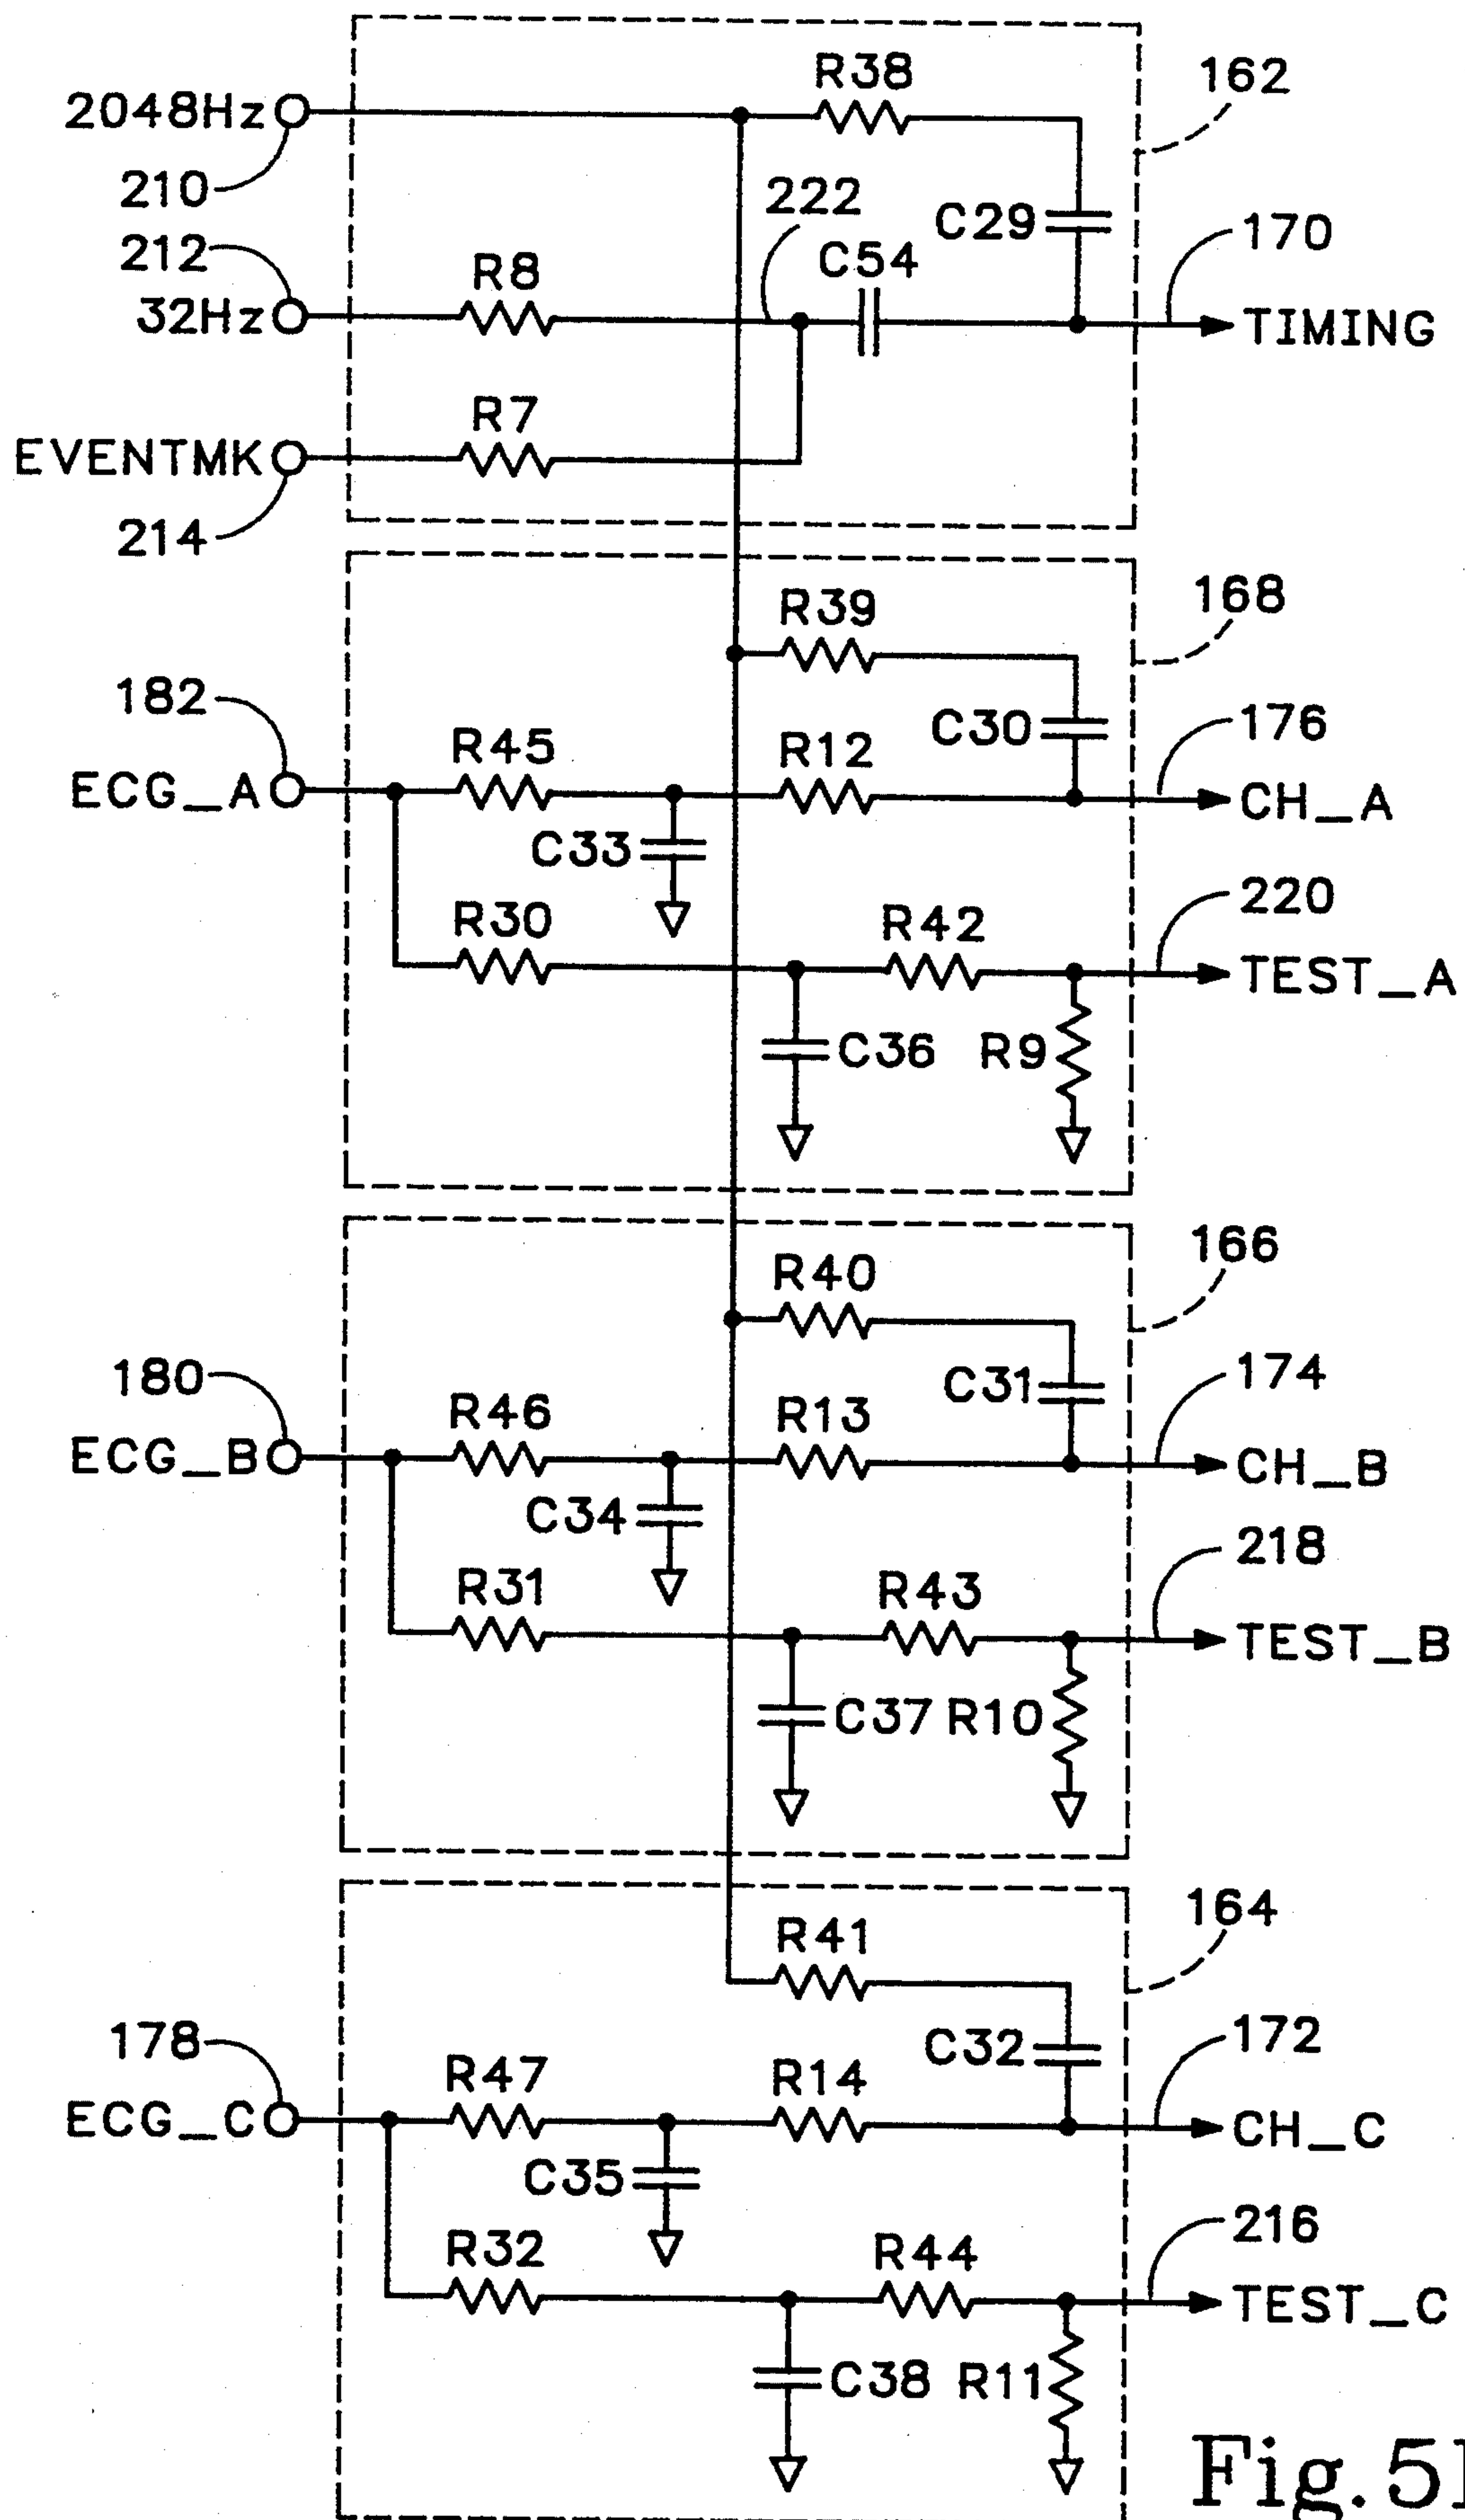 R38
162
2048Hz
210
222
C29
170
212
R8
C54
32Hz
TIMING
R7
EVENTMK
214
R39
168
182
R45
R12
C30
176
ECG_A
CH_A
C33
220
R30
R42
TEST_A
C36
R9
R40
166
180
R46
R13
C31
174
ECG_B
CH_B
C34
218
R31
R43
TEST_B
C37
R10
R41
164
178
R47
R14
C32
172
ECG_C
CH_C
C35
216
R32
R44
TEST_C
C38
R11
Fig. 5